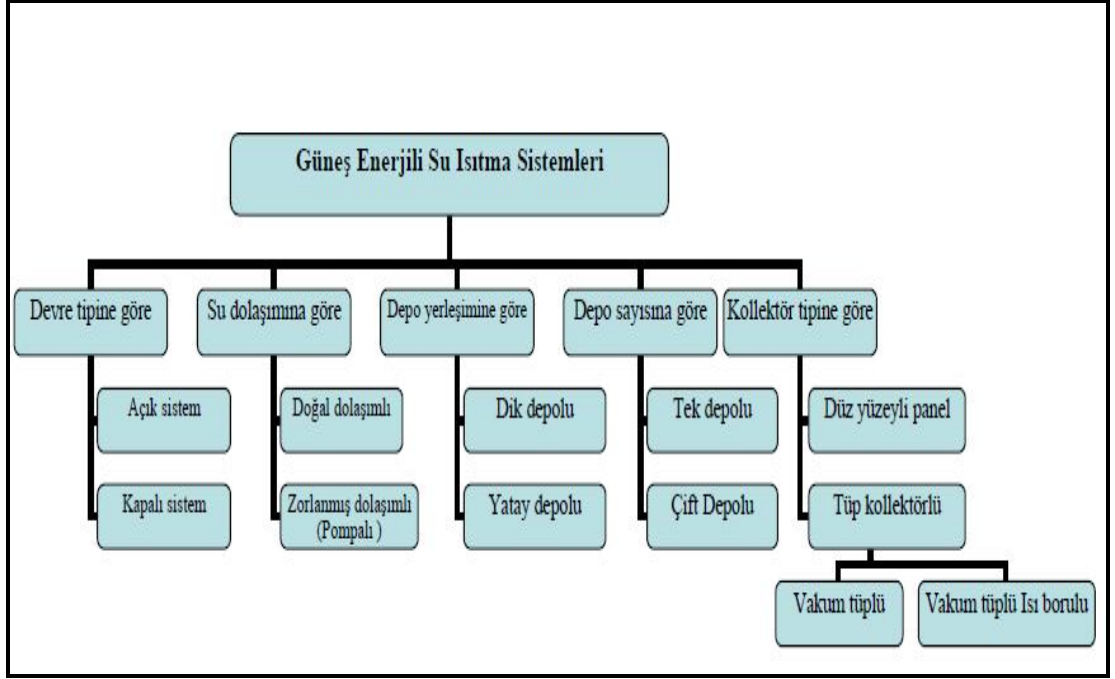 Güneş Enerjili Su Isıtma Sistemleri
Devre tipine göre
Su dolaşımına göre
Depo yerleşimine göre
Depo sayısına göre
Kollektör tipine göre
Açık sistem
Doğal dolaşımlı
Dik depolu
Tek depolu
Düz yüzeyli panel
Kapalı sistem
Zorlanmış dolaşımlı
(Pompalı )
Yatay depolu
Çift Depolu
Tüp kollektörlü
Vakum tüplü
Vakum tüplü Isı borulu